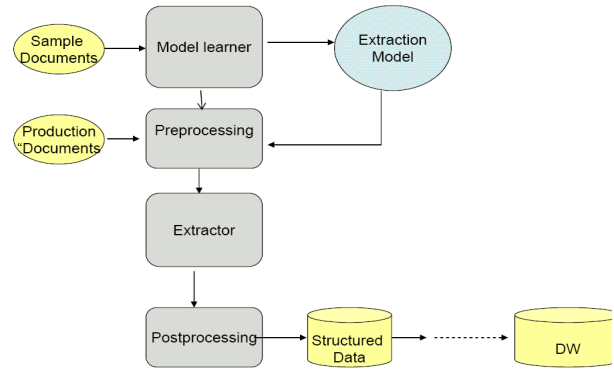 Sample
Documents
Model learner
Extraction
Model
Production
“Documents
Preprocessing
Extractor
Postprocessing
Structured
Data
DW